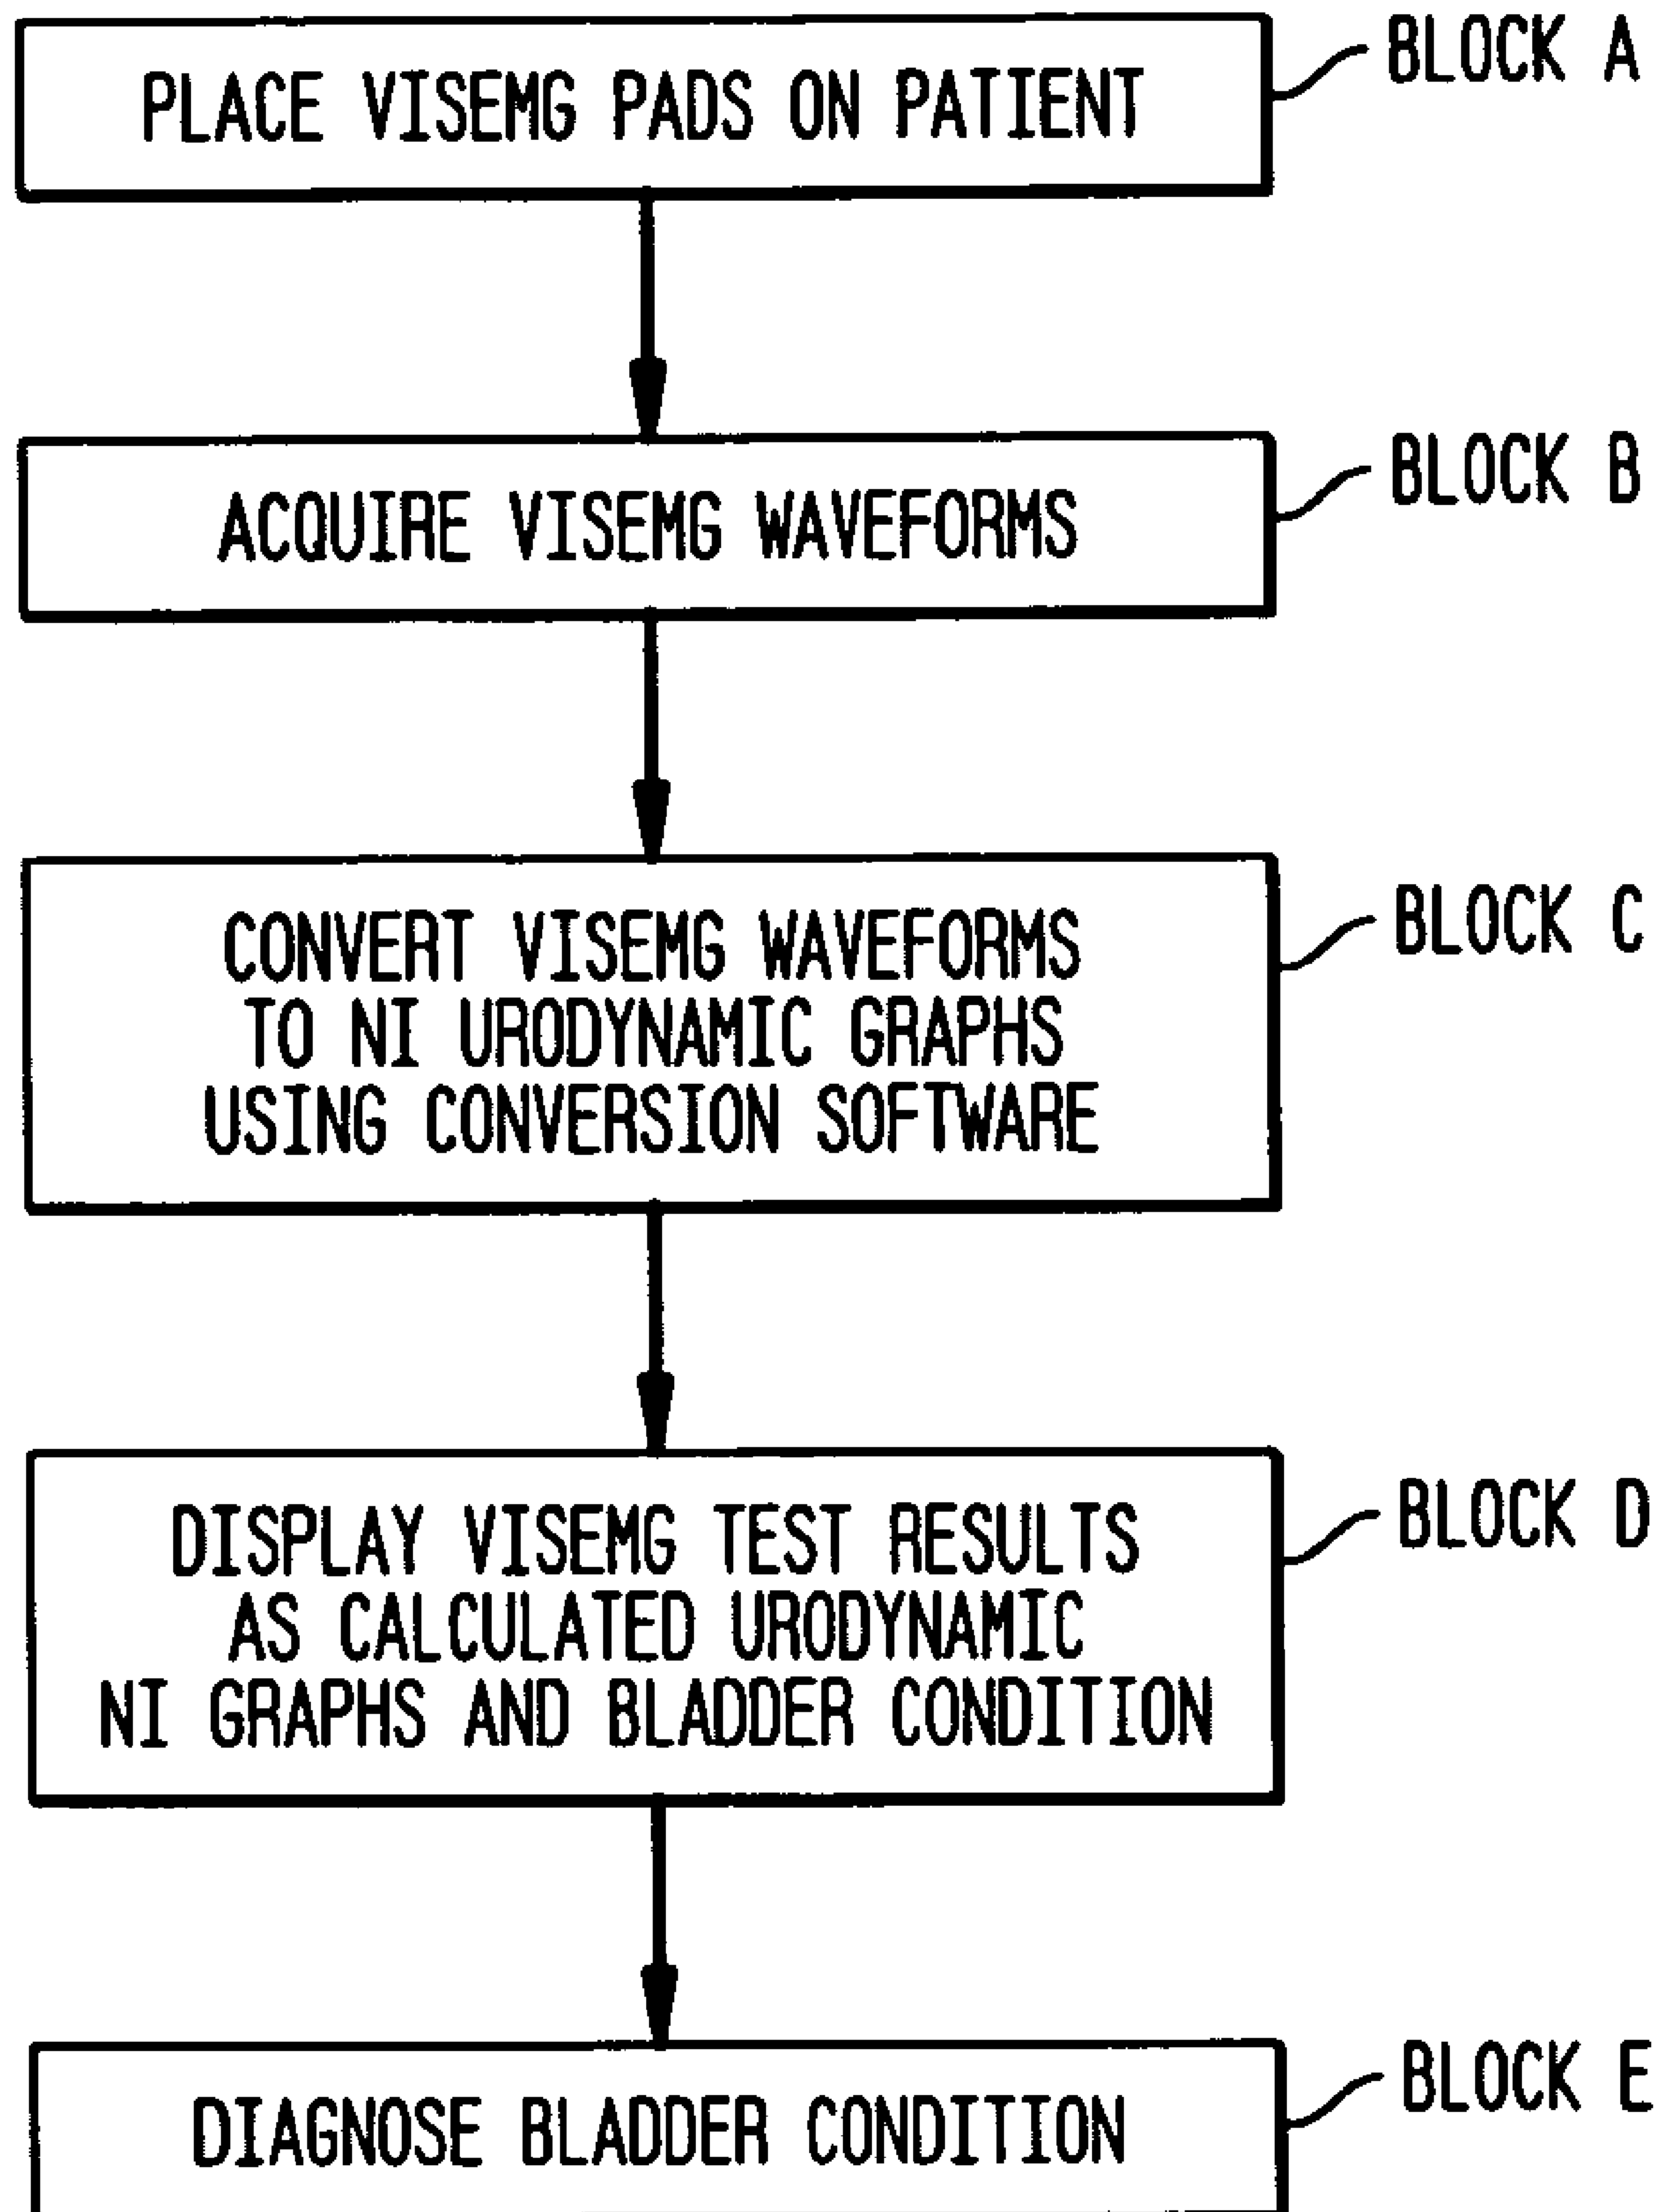 PLACE VISEMG PADS ON PATIENT
BLOCK A
ACQUIRE VISEMG WAVEFORMS
BLOCK B
CONVERT VISEMG WAVEFORMS
TO NI URODYNAMIC GRAPHS
USING CONVERSION SOFTWARE
BLOCK C
DISPLAY VISEMG TEST RESULTS
AS CALCULATED URODYNAMIC
NI GRAPHS AND BLADDER CONDITION
BLOCK D
DIAGNOSE BLADDER CONDITION
BLOCK E